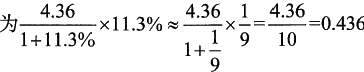 为 4.36/(1+11.3%) ×11.3%≈ 4.36/(1+1/9) × 1/9 = 4.36/10 =0.436